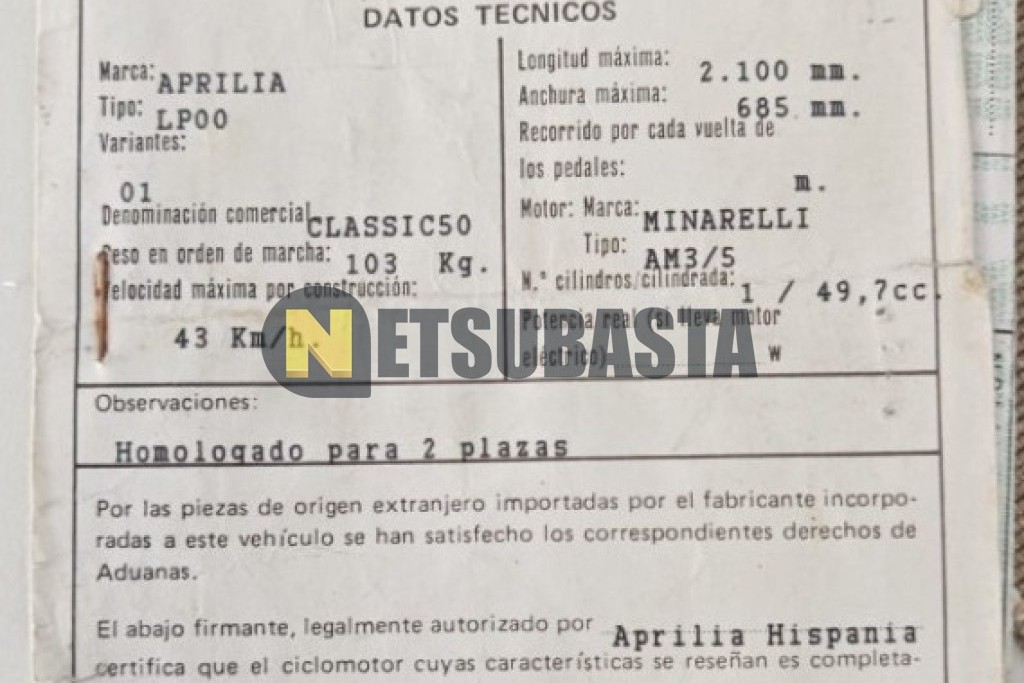 DATOS TECNICOS
Marca: APRILIA
Tipo: LP00
Variantes:
01
Denominación comercial CLASSIC50
Peso en orden de marcha: 103 Kg.
Velocidad máxima por construcción:
43 Km/h.
Longitud máxima: 2.100 mm.
Anchura máxima: 685 mm.
Recorrido por cada vuelta de
los pedales: m.
Motor: Marca: MINARELLI
Tipo: AM3/5
N.º cilindros/cilindrada: 1 / 49,7cc.
Potencia real (si lleva motor
eléctrico) W
NETSUBASTA
Observaciones:
Homologado para 2 plazas
Por las piezas de origen extranjero importadas por el fabricante incorpo-
radas a este vehículo se han satisfecho los correspondientes derechos de
Aduanas.
El abajo firmante, legalmente autorizado por Aprilia Hispania
certifica que el ciclomotor cuyas características se reseñan es completa-